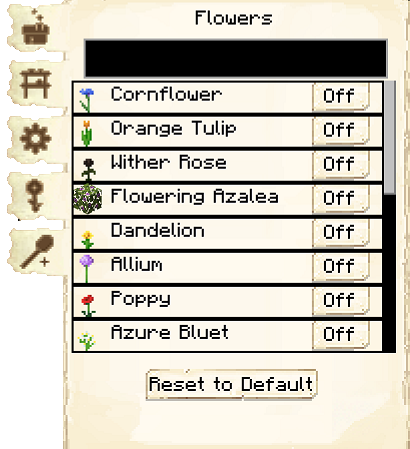 Flowers
Cornflower Off
Orange Tulip Off
Wither Rose Off
Flowering Azalea Off
Dandelion Off
Allium Off
Poppy Off
Azure Bluet Off
Reset to Default